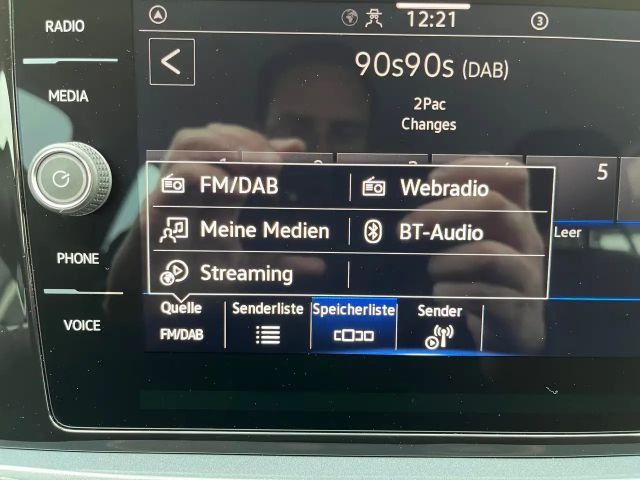 RADIO
12:21
3
90s90s (DAB)
MEDIA
2Pac
Changes
5
FM/DAB
Webradio
Meine Medien
BT-Audio
Leer
Streaming
PHONE
Quelle
Senderliste
Speicherliste
Sender
VOICE
FM/DAB